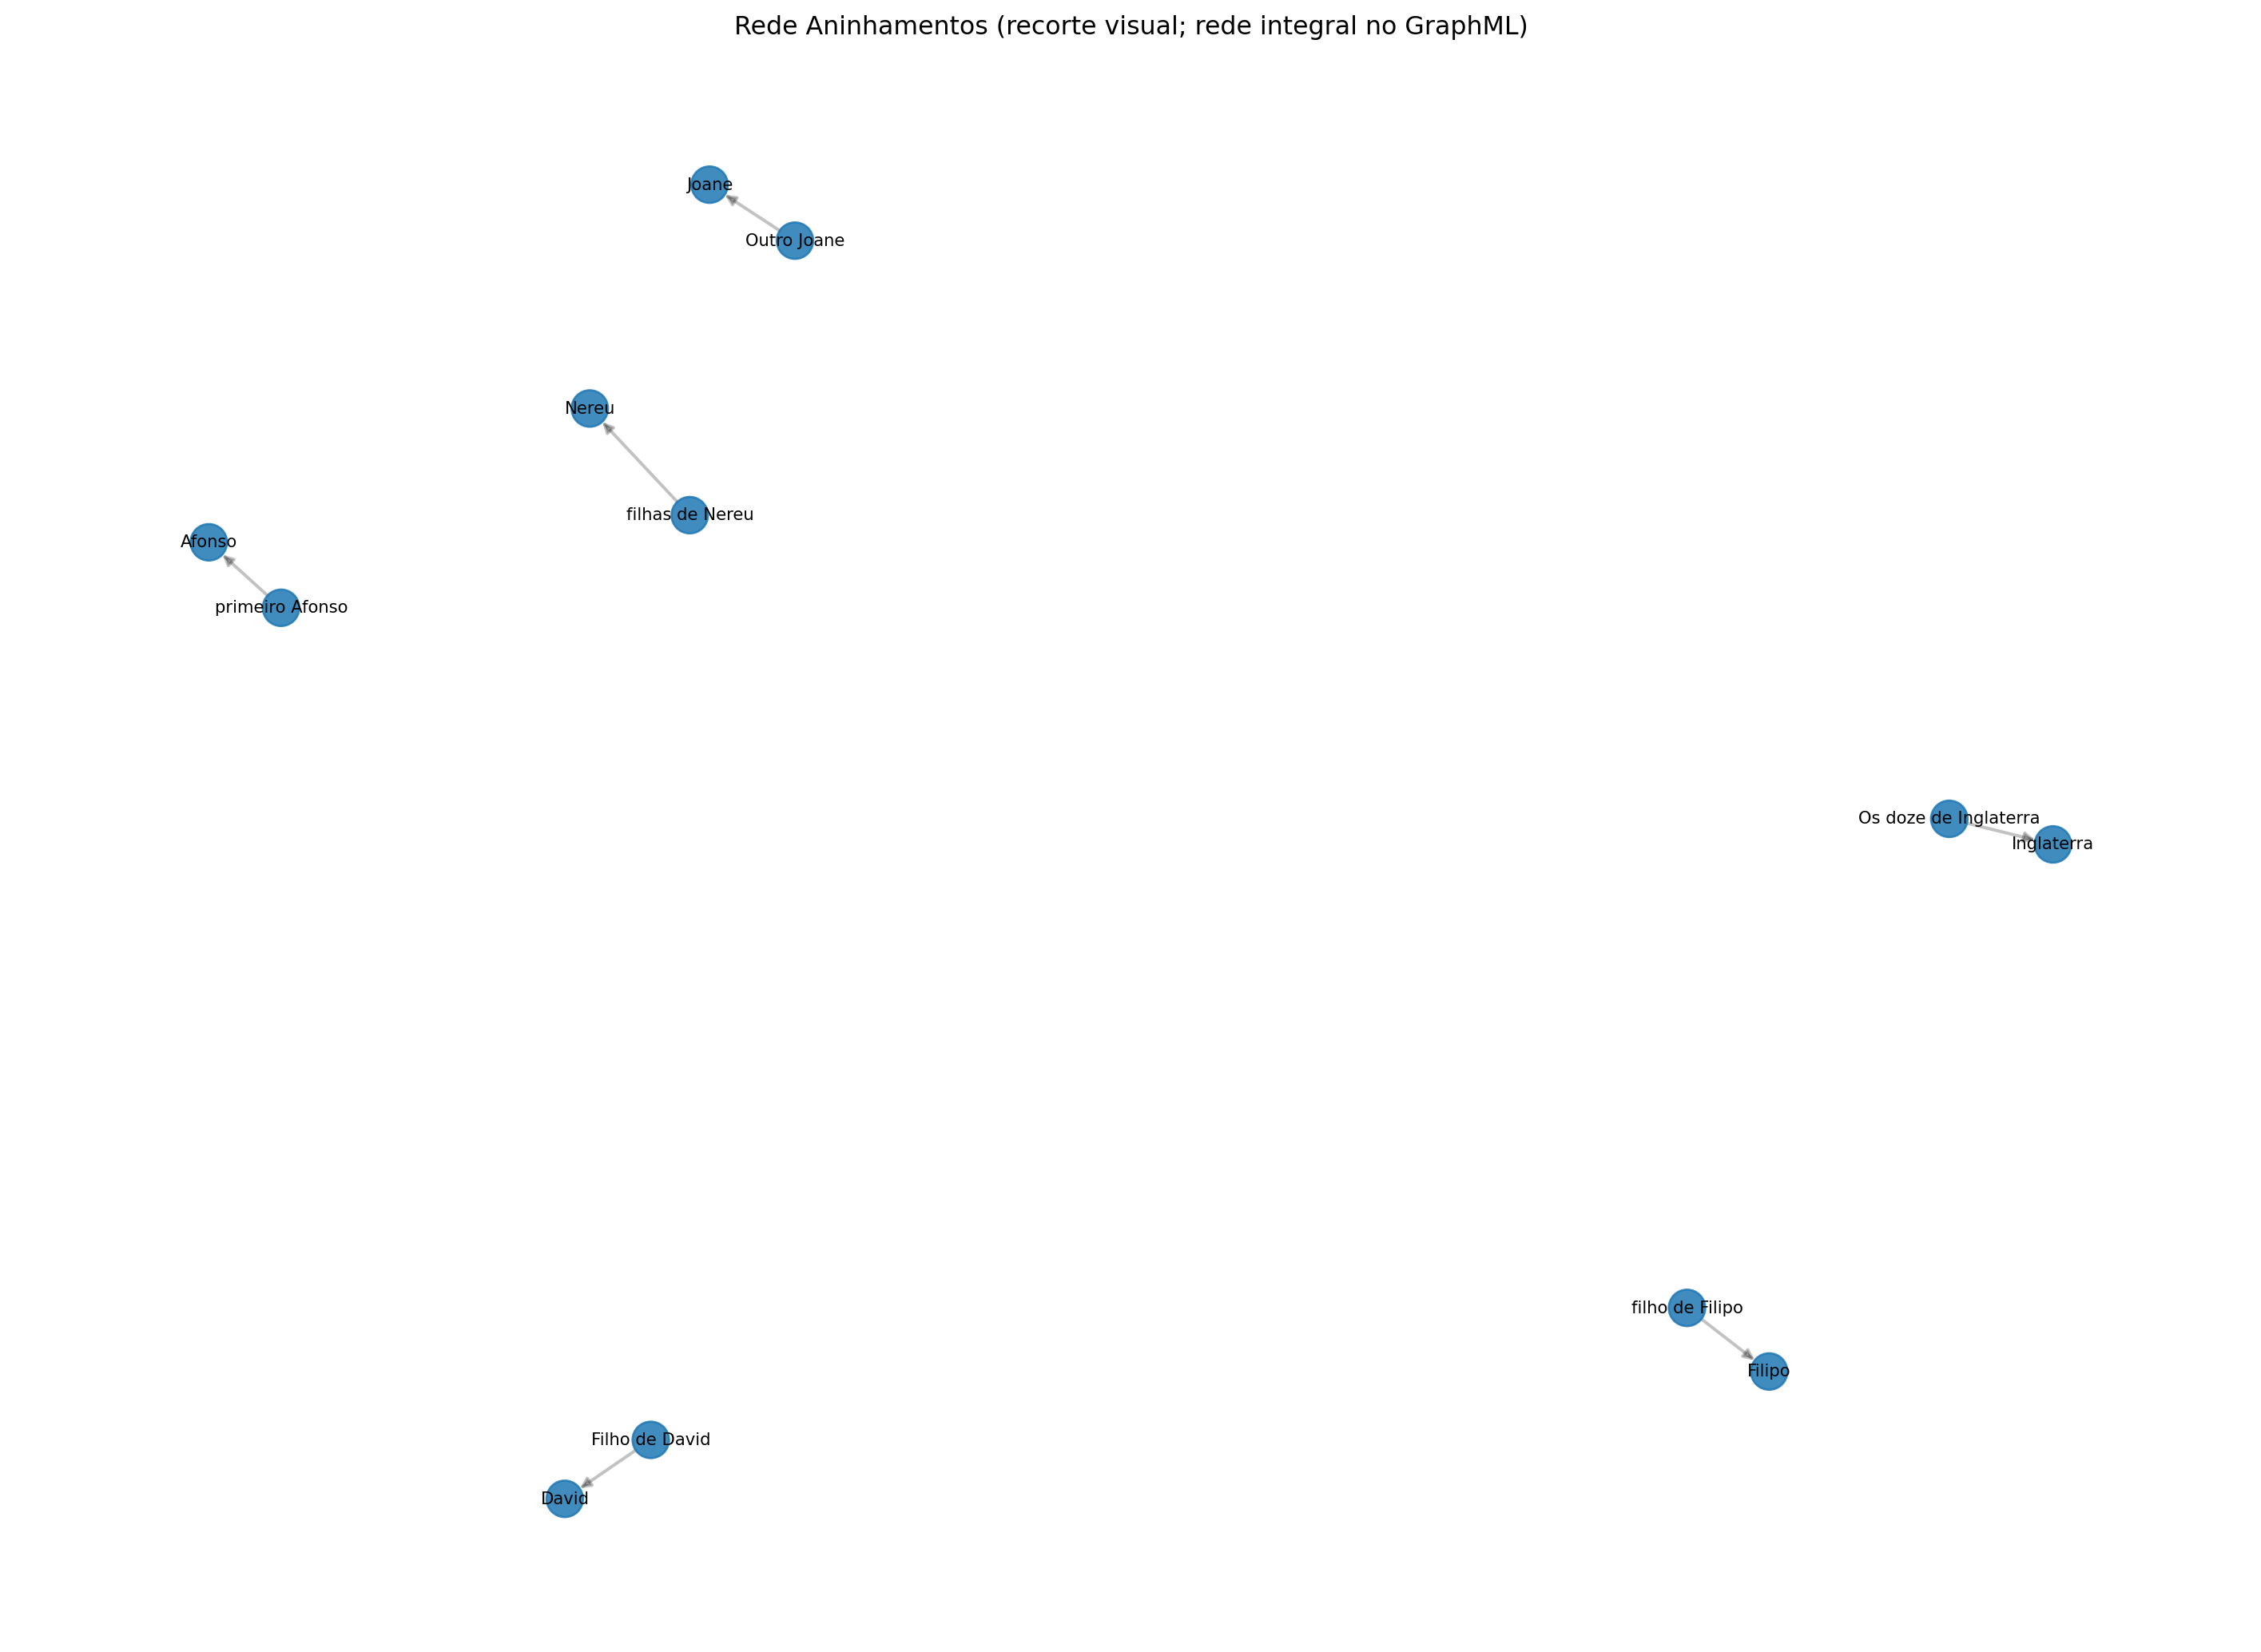 Rede Aninhamentos (recorte visual; rede integral no GraphML)
Joane
Outro Joane
Nereu
filhas de Nereu
Afonso
primeiro Afonso
Os doze de Inglaterra
Inglaterra
filho de Filipo
Filipo
Filho de David
David